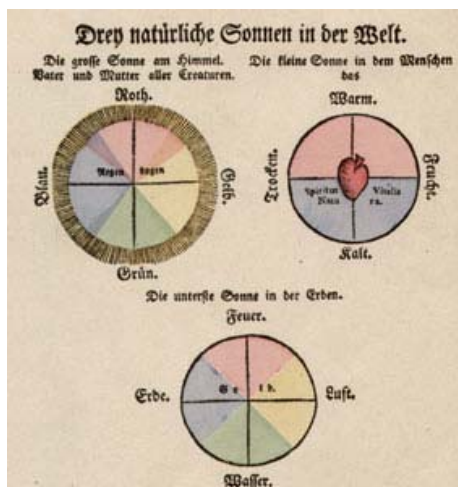 Drey natürliche Sonnen in der Welt.
Die grosse Sonne am Himmel.
Vater und Mutter aller Creaturen.
Roth.
Blau.
Regen bogen
Gelb.
Grün.
Die kleine Sonne in dem Menschen
das
Warm.
Trocken.
Feucht.
Spiritus Vitalis
Natu ra.
Kalt.
Die unterste Sonne in der Erden.
Feuer.
Erde.
G o l d.
Luft.
Wasser.